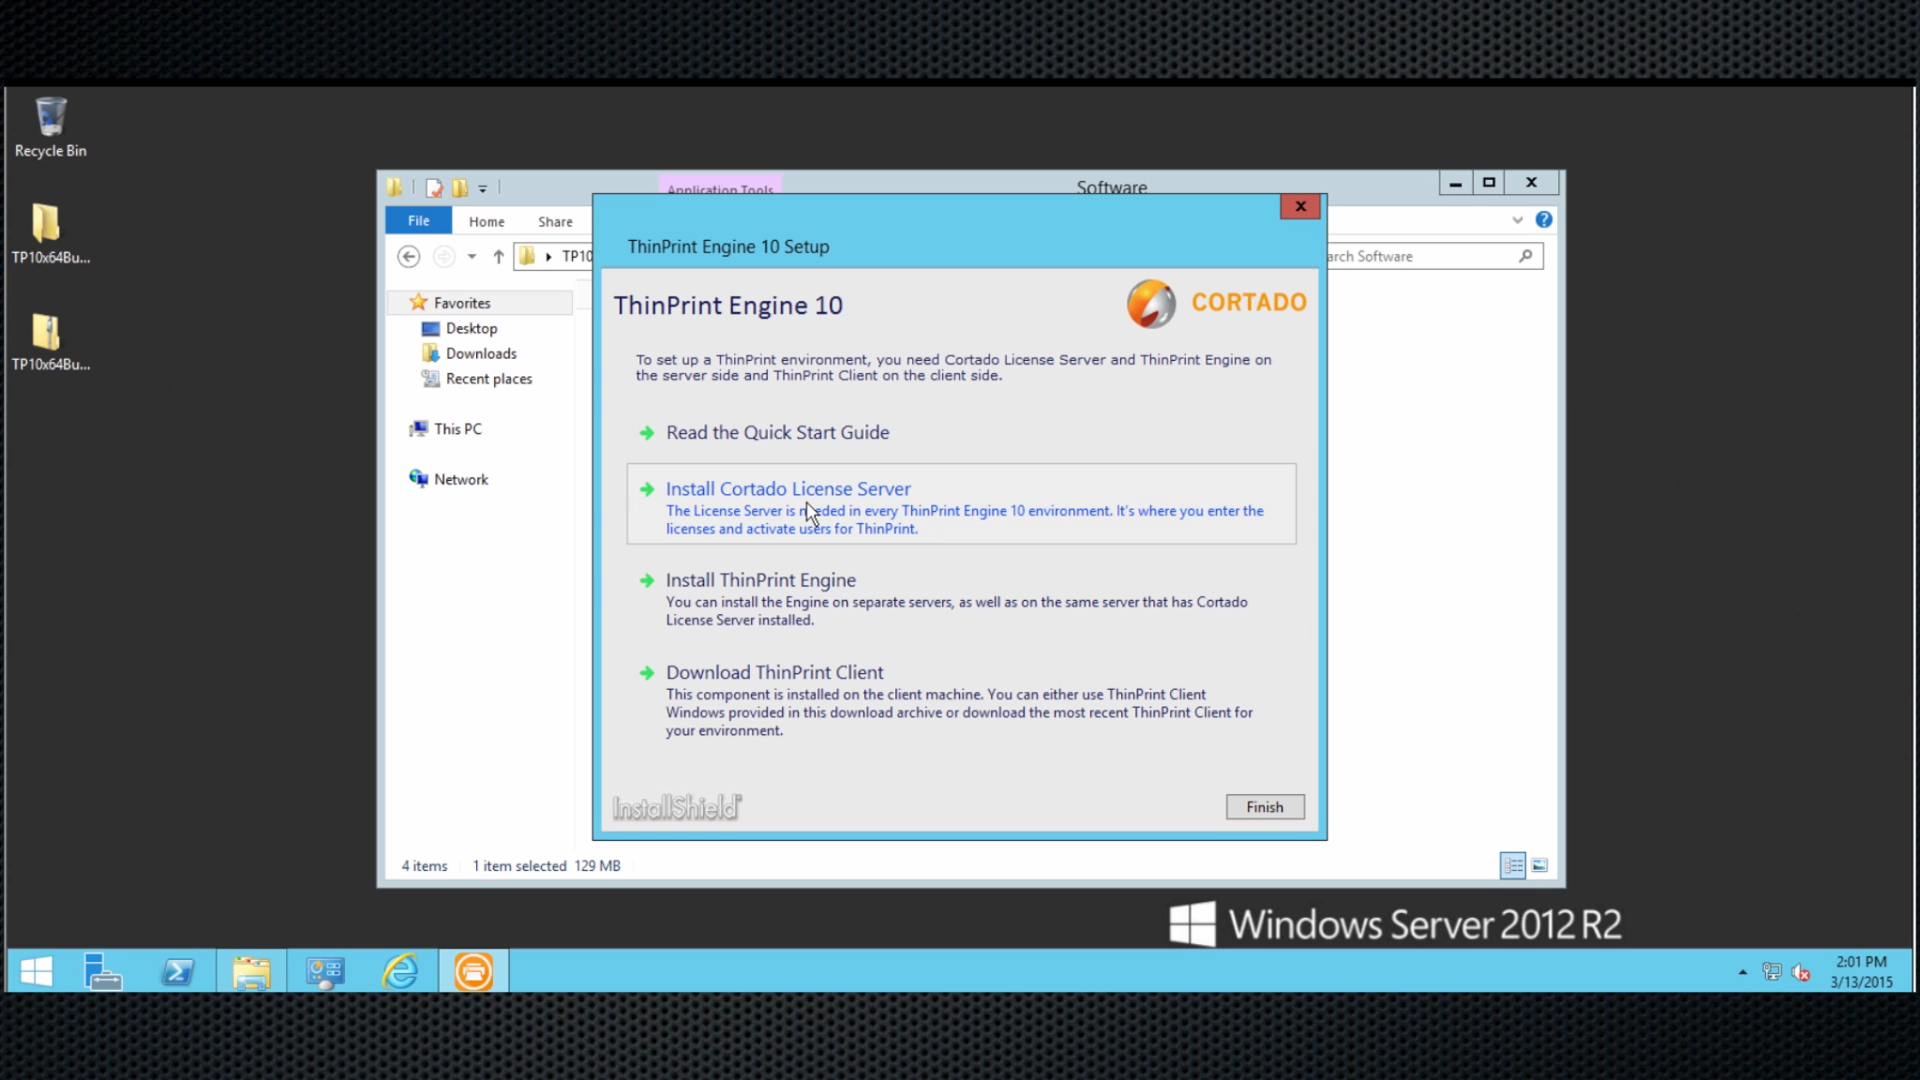 Recycle Bin
TP10x64Bu...
TP10x64Bu...
Application Tools
Software
File
Home
Share
TP10
arch Software
Favorites
Desktop
Downloads
Recent places
This PC
Network
4 items
1 item selected 129 MB
ThinPrint Engine 10 Setup
ThinPrint Engine 10
CORTADO
To set up a ThinPrint environment, you need Cortado License Server and ThinPrint Engine on
the server side and ThinPrint Client on the client side.
Read the Quick Start Guide
Install Cortado License Server
The License Server is needed in every ThinPrint Engine 10 environment. It's where you enter the
licenses and activate users for ThinPrint.
Install ThinPrint Engine
You can install the Engine on separate servers, as well as on the same server that has Cortado
License Server installed.
Download ThinPrint Client
This component is installed on the client machine. You can either use ThinPrint Client
Windows provided in this download archive or download the most recent ThinPrint Client for
your environment.
InstallShield
Finish
Windows Server 2012 R2
2:01 PM
3/13/2015